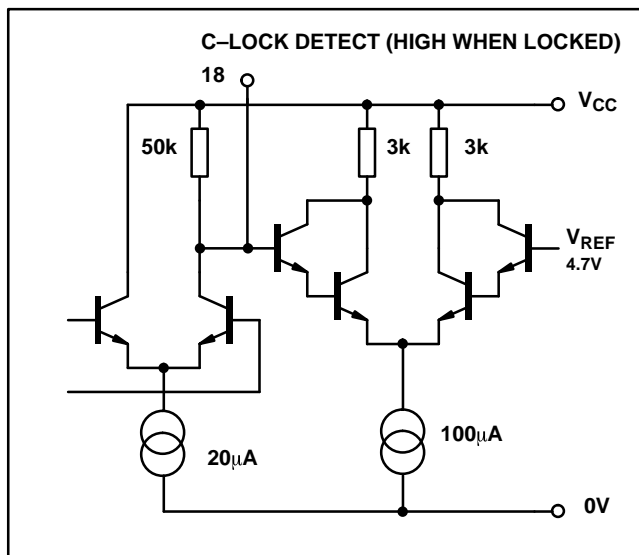 C–LOCK DETECT (HIGH WHEN LOCKED)
18
VCC
50k
3k
3k
VREF
4.7V
20μA
100μA
0V